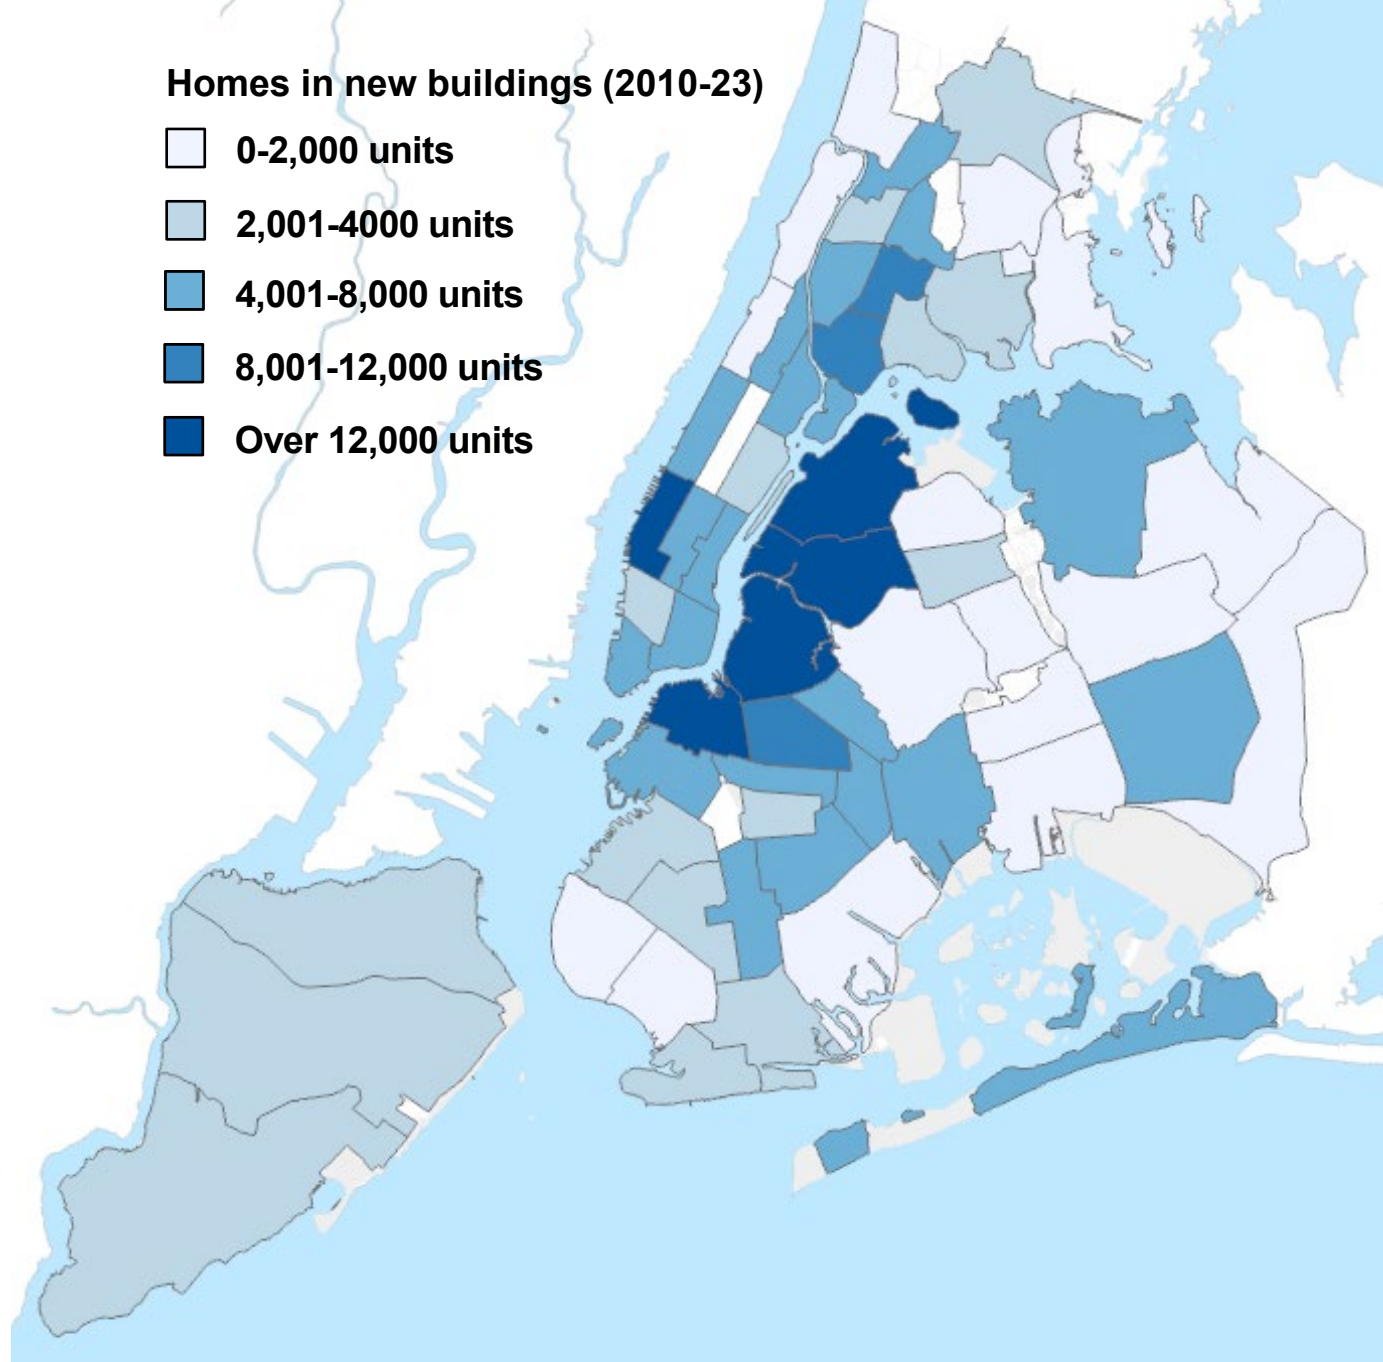 Homes in new buildings (2010-23)
0-2,000 units
2,001-4000 units
4,001-8,000 units
8,001-12,000 units
Over 12,000 units